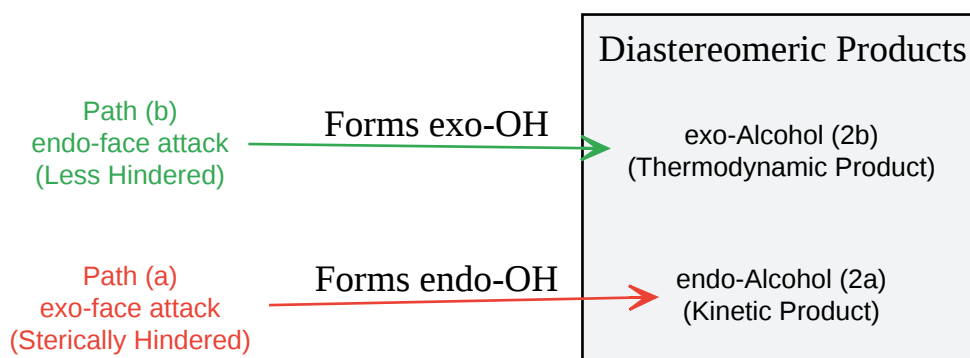 Diastereomeric Products
Path (b)
endo-face attack
(Less Hindered)
Forms exo-OH
exo-Alcohol (2b)
(Thermodynamic Product)
Path (a)
exo-face attack
(Sterically Hindered)
Forms endo-OH
endo-Alcohol (2a)
(Kinetic Product)